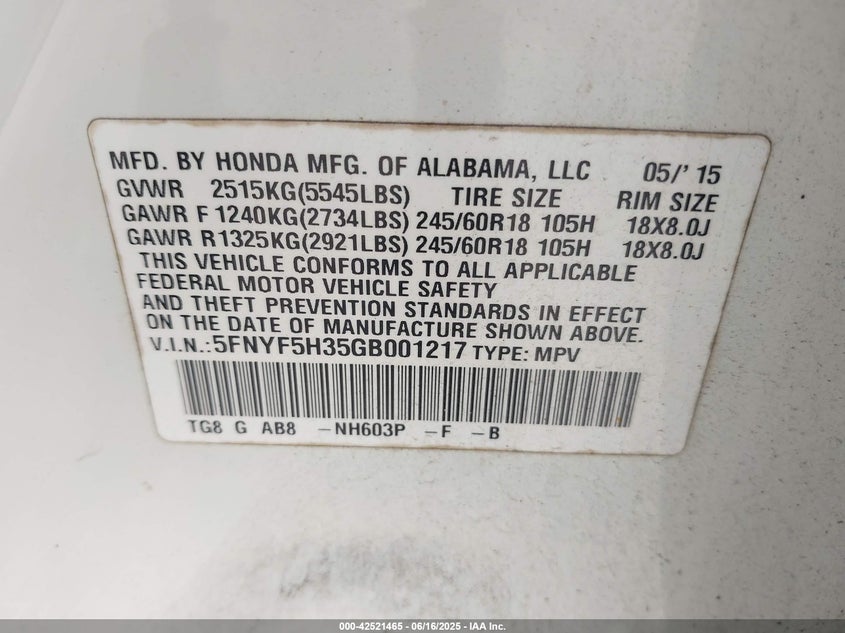 MFD. BY HONDA MFG. OF ALABAMA, LLC 05/'15
GVWR 2515KG(5545LBS) TIRE SIZE RIM SIZE
GAWR F 1240KG(2734LBS) 245/60R18 105H 18X8.0J
GAWR R1325KG(2921LBS) 245/60R18 105H 18X8.0J
THIS VEHICLE CONFORMS TO ALL APPLICABLE
FEDERAL MOTOR VEHICLE SAFETY
AND THEFT PREVENTION STANDARDS IN EFFECT
ON THE DATE OF MANUFACTURE SHOWN ABOVE.
V.I.N.:5FNYF5H35GB001217 TYPE: MPV
TG8 G AB8 -NH603P -F -B
000-42521465 - 06/16/2025 - IAA Inc.